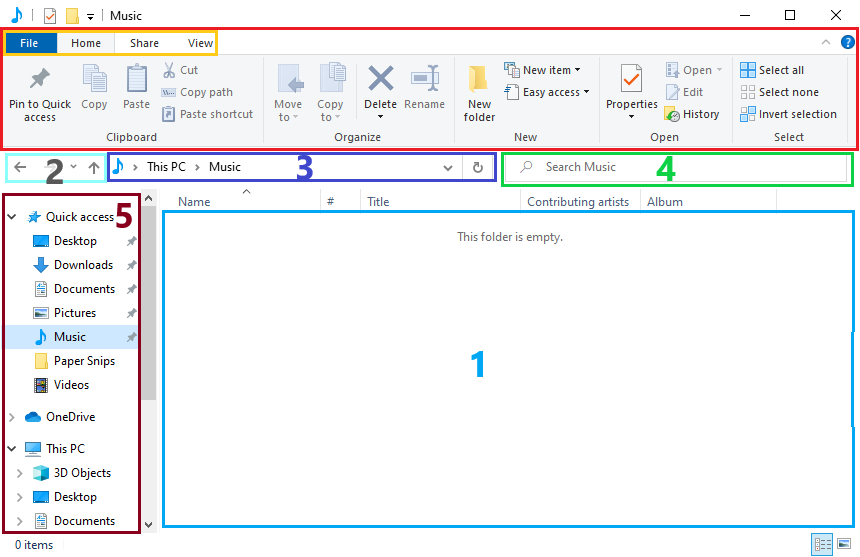 Music
File Home Share View
Pin to Quick access
Copy
Paste
Cut
Copy path
Paste shortcut
Clipboard
Move to
Copy to
Delete
Rename
Organize
New folder
New item
Easy access
New
Properties
Open
Edit
History
Open
Select all
Select none
Invert selection
Select
2
This PC > Music
3
Search Music
4
5
Name # Title Contributing artists Album
This folder is empty.
1
Quick access
Desktop
Downloads
Documents
Pictures
Music
Paper Snips
Videos
OneDrive
This PC
3D Objects
Desktop
Documents
0 items